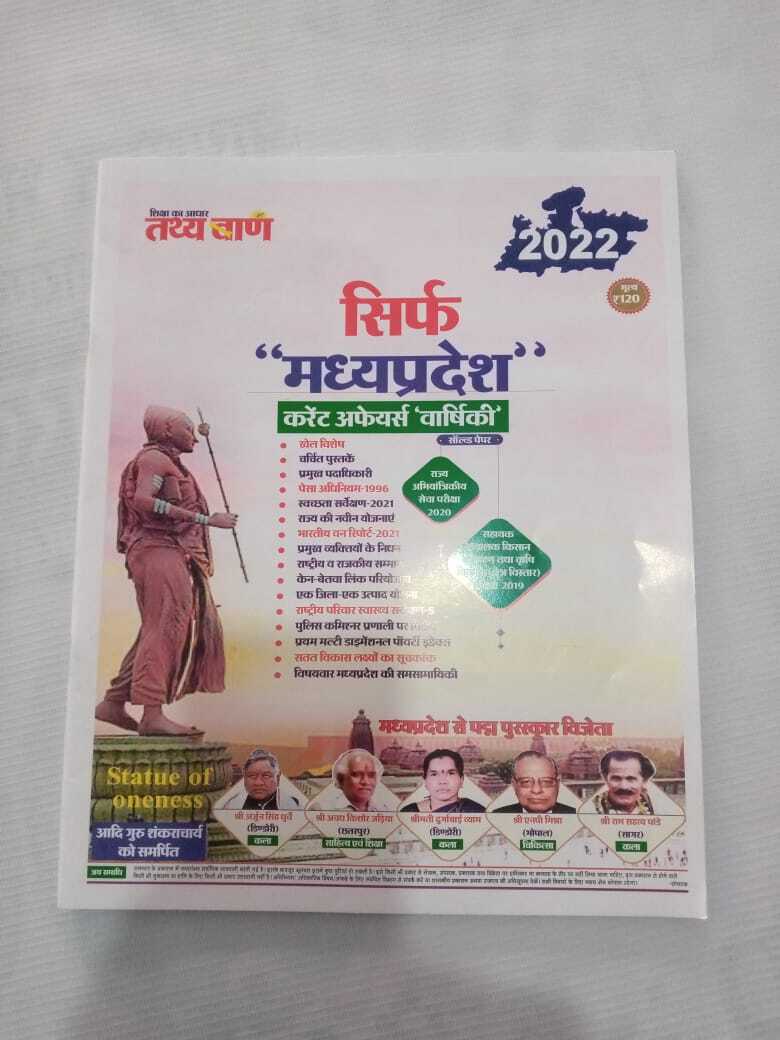 शिक्षा का आधार
तथ्य बाण
2022
मूल्य
₹120
सिर्फ
“मध्यप्रदेश”
करेंट अफेयर्स ‘वार्षिकी’
खेल विशेष
चर्चित पुस्तकें
प्रमुख पदाधिकारी
पेसा अधिनियम-1996
स्वच्छता सर्वेक्षण-2021
राज्य की नवीन योजनाएं
भारतीय वन रिपोर्ट-2021
प्रमुख व्यक्तियों के निधन
राष्ट्रीय व राजकीय सम्मान
केन-बेतवा लिंक परियोजना
एक जिला-एक उत्पाद योजना
राष्ट्रीय परिवार स्वास्थ्य
पुलिस कमिश्नर प्रणाली पर
प्रथम मल्टी डाइमेंशनल पॉवर्टी इंडेक्स
सतत विकास लक्ष्यों का सूचकांक
विषयवार मध्यप्रदेश की समसामायिकी
सॉल्वड पेपर
राज्य
अभियांत्रिकीय
सेवा परीक्षा
2020
सहायक
किसान
तथा कृषि
विस्तार)
2019
मध्यप्रदेश से पद्म पुरस्कार विजेता
Statue of
oneness
आदि गुरु शंकराचार्य
को समर्पित
श्री अर्जुन सिंह धुर्वे
(डिण्डोरी)
कला
श्री अवध किशोर जड़िया
(छतरपुर)
साहित्य एवं शिक्षा
श्रीमती दुर्गाबाई व्याम
(डिण्डोरी)
कला
श्री एनपी मिश्रा
(भोपाल)
चिकित्सा
श्री राम सहाय पांडे
(सागर)
कला